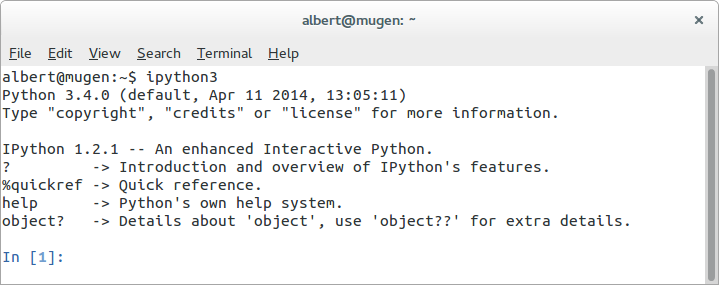 albert@mugen: ~
File Edit View Search Terminal Help
albert@mugen:~$ ipython3
Python 3.4.0 (default, Apr 11 2014, 13:05:11)
Type "copyright", "credits" or "license" for more information.

IPython 1.2.1 -- An enhanced Interactive Python.
?         -> Introduction and overview of IPython's features.
%quickref -> Quick reference.
help      -> Python's own help system.
object?   -> Details about 'object', use 'object??' for extra details.

In [1]: